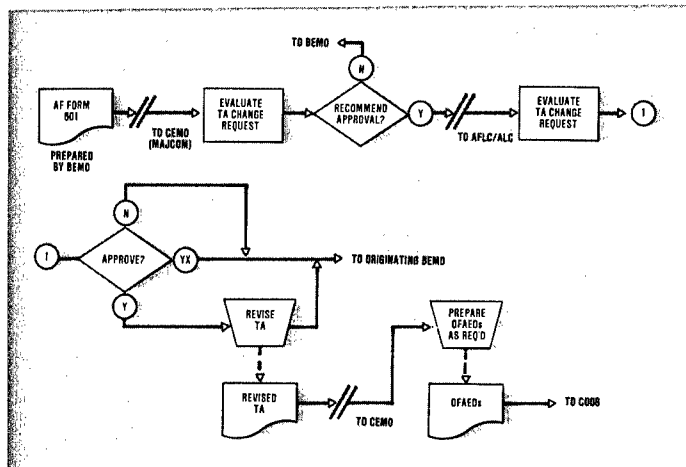 TO BEMO
N
AF FORM
601
PREPARED
BY BEMO
TO CEMO
(MAJCOM)
EVALUATE
TA CHANGE
REQUEST
RECOMMEND
APPROVAL?
Y
TO AFLC/ALC
EVALUATE
TA CHANGE
REQUEST
1
N
1
APPROVE?
YX
TO ORIGINATING BEMO
Y
REVISE
TA
PREPARE
OFAEDs
AS REQ'D
REVISED
TA
TO CEMO
OFAEDs
TO C008